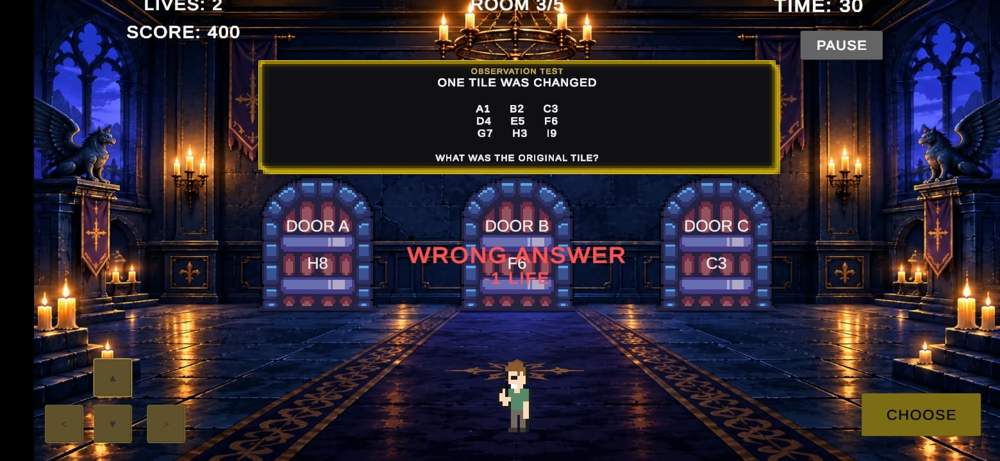 LIVES: 2
ROOM 3/5
TIME: 30
SCORE: 400
PAUSE
OBSERVATION TEST
ONE TILE WAS CHANGED
A1 B2 C3
D4 E5 F6
G7 H3 I9
WHAT WAS THE ORIGINAL TILE?
DOOR A
DOOR B
DOOR C
WRONG ANSWER
H8
F6
C3
-1 LIFE
▲
<
▼
>
CHOOSE